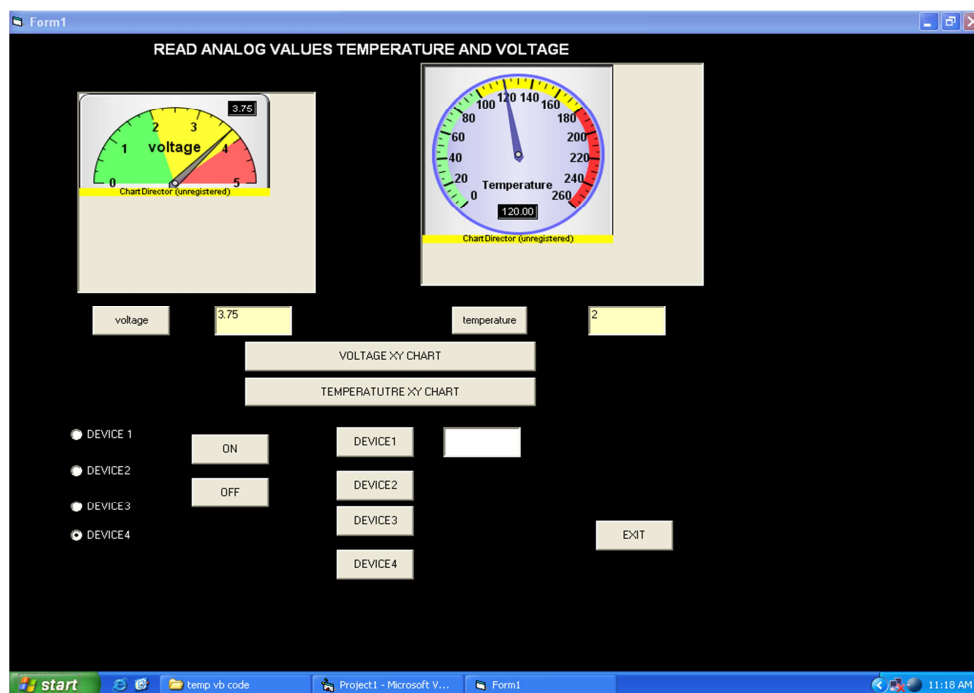 Form1
READ ANALOG VALUES TEMPERATURE AND VOLTAGE
3.75
0 1 2 3 4 5
voltage
ChartDirector (unregistered)
0 20 40 60 80 100 120 140 160 180 200 220 240 260
Temperature
120.00
ChartDirector (unregistered)
voltage 3.75 temperature 2
VOLTAGE XY CHART
TEMPERATUTRE XY CHART
DEVICE 1
DEVICE2
DEVICE3
DEVICE4
ON
OFF
DEVICE1
DEVICE2
DEVICE3
DEVICE4
EXIT
start temp vb code Project1 - Microsoft V... Form1 11:18 AM